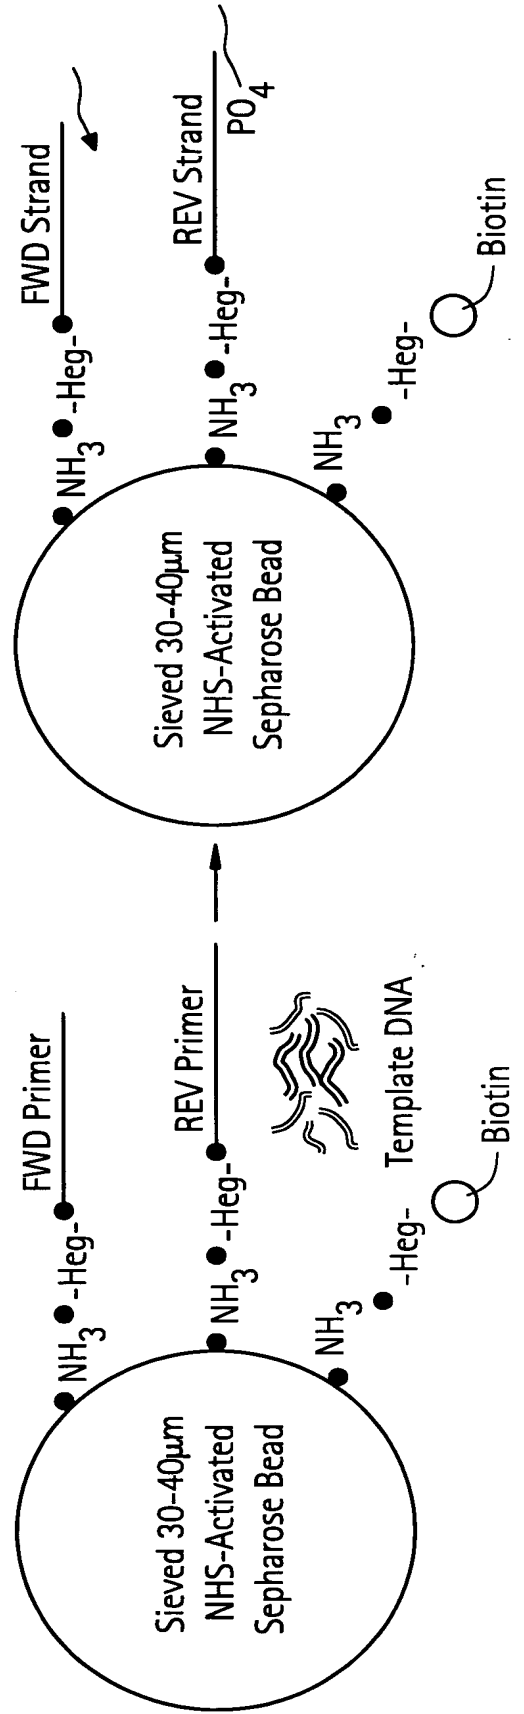 FWD Primer
NH3
-Heg-
REV Primer
NH3
-Heg-
Sieved 30-40µm
NHS-Activated
Sepharose Bead
NH3
-Heg-
Template DNA
Biotin
FWD Strand
NH3
-Heg-
REV Strand
PO4
NH3
-Heg-
Sieved 30-40µm
NHS-Activated
Sepharose Bead
NH3
-Heg-
Biotin